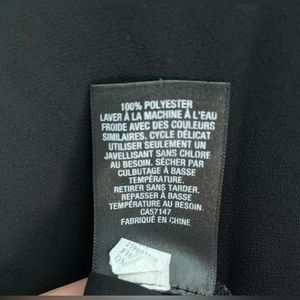 100% POLYESTER
LAVER À LA MACHINE À L'EAU
FROIDE AVEC DES COULEURS
SIMILAIRES. CYCLE DÉLICAT
UTILISER SEULEMENT UN
JAVELLISANT SANS CHLORE
AU BESOIN. SÉCHER PAR
CULBUTAGE À BASSE
TEMPÉRATURE.
RETIRER SANS TARDER.
REPASSER À BASSE
TEMPÉRATURE AU BESOIN.
CA57147
FABRIQUÉ EN CHINE